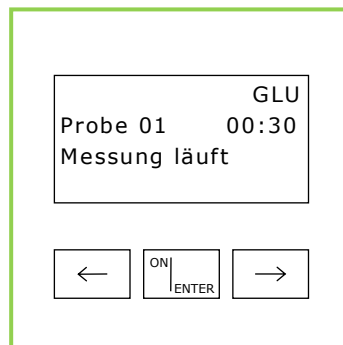 GLU
Probe 01 00:30
Messung läuft
ON
ENTER